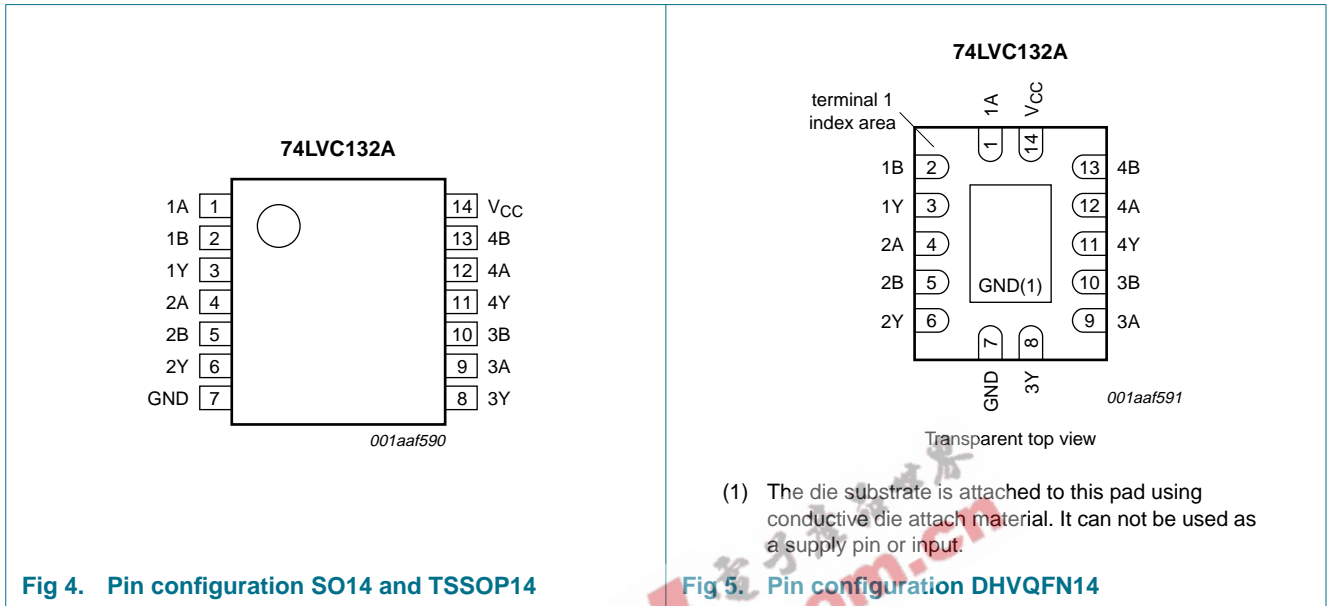 74LVC132A
1A 1
1B 2
1Y 3
2A 4
2B 5
2Y 6
GND 7
14 VCC
13 4B
12 4A
11 4Y
10 3B
9 3A
8 3Y
001aaf590
Fig 4. Pin configuration SO14 and TSSOP14
74LVC132A
terminal 1
index area
1A
VCC
1
14
1B 2
1Y 3
2A 4
2B 5
2Y 6
13 4B
12 4A
11 4Y
10 3B
9 3A
GND(1)
7
8
GND
3Y
001aaf591
Transparent top view
(1) The die substrate is attached to this pad using
conductive die attach material. It can not be used as
a supply pin or input.
Fig 5. Pin configuration DHVQFN14